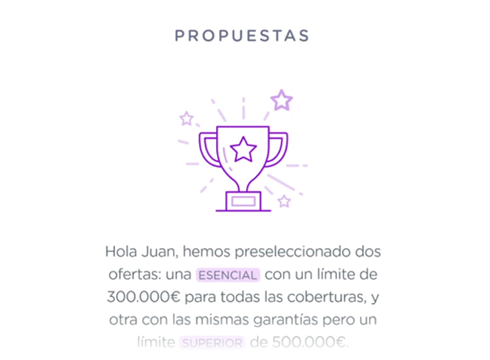 PROPUESTAS
Hola Juan, hemos preseleccionado dos
ofertas: una ESENCIAL con un límite de
300.000€ para todas las coberturas, y
otra con las mismas garantías pero un
límite SUPERIOR de 500.000€.